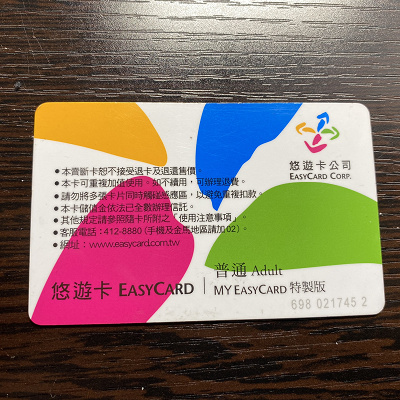 悠遊卡公司
EASYCARD CORP.
•本賣斷卡恕不接受退卡及退還售價。
•本卡可重複加值使用。如不續用，可辦理退費。
•請勿將多張卡片同時觸碰感應區，以避免重複扣款。
•本卡儲值金依法已全數辦理信託。
•其他規定請參照隨卡所附之「使用注意事項」。
•客服電話：412-8880 (手機及金馬地區請加02)。
•網址：www.easycard.com.tw
悠遊卡 EASYCARD
普通 Adult
MY EASYCARD 特製版
698 021745 2